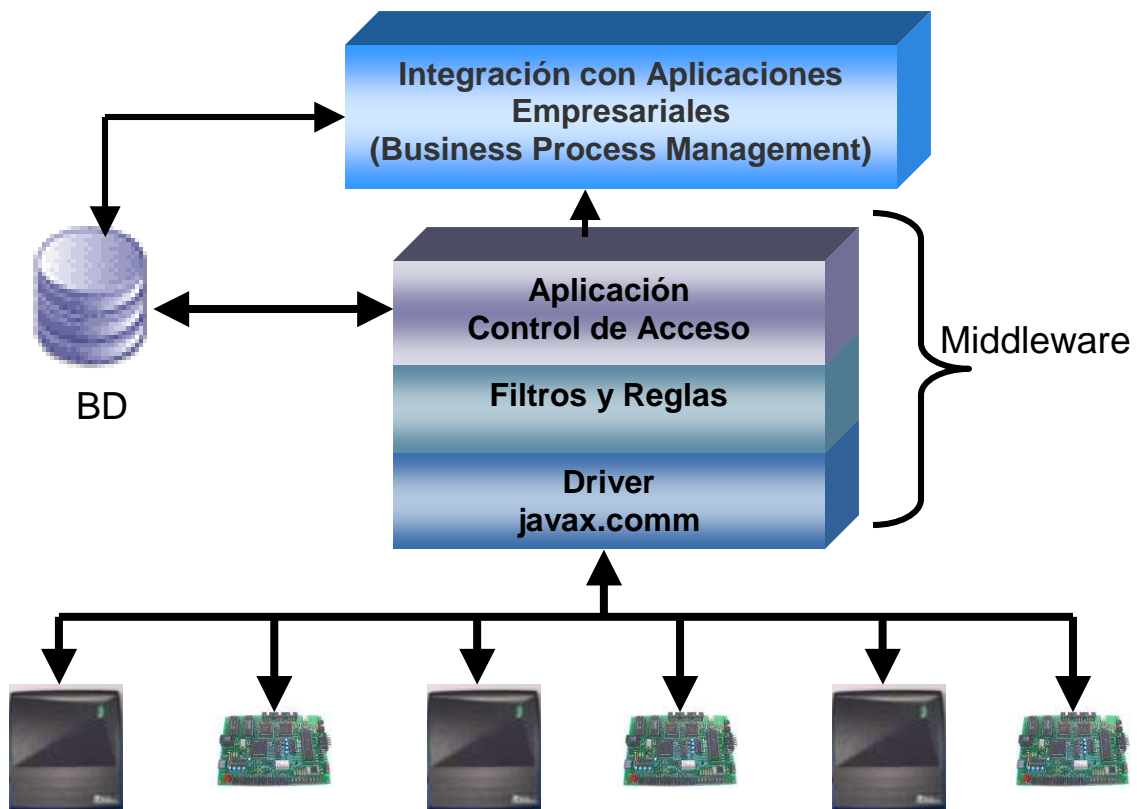 Integración con Aplicaciones
Empresariales
(Business Process Management)
Aplicación
Control de Acceso
Middleware
Filtros y Reglas
BD
Driver
javax.comm